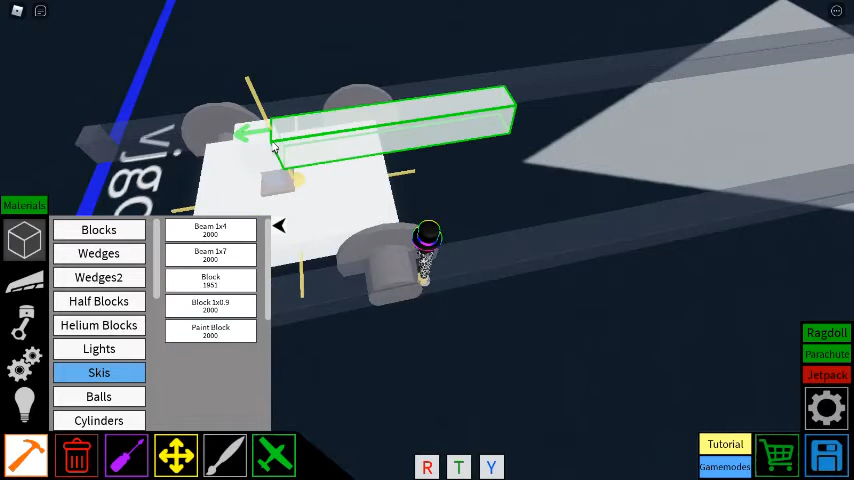 vjgo
Materials
Blocks
Wedges
Wedges2
Half Blocks
Helium Blocks
Lights
Skis
Balls
Cylinders
Beam 1x4
2000
Beam 1x7
2000
Block
1951
Block 1x0.9
2000
Paint Block
2000
Ragdoll
Parachute
Jetpack
R T Y
Tutorial
Gamemodes